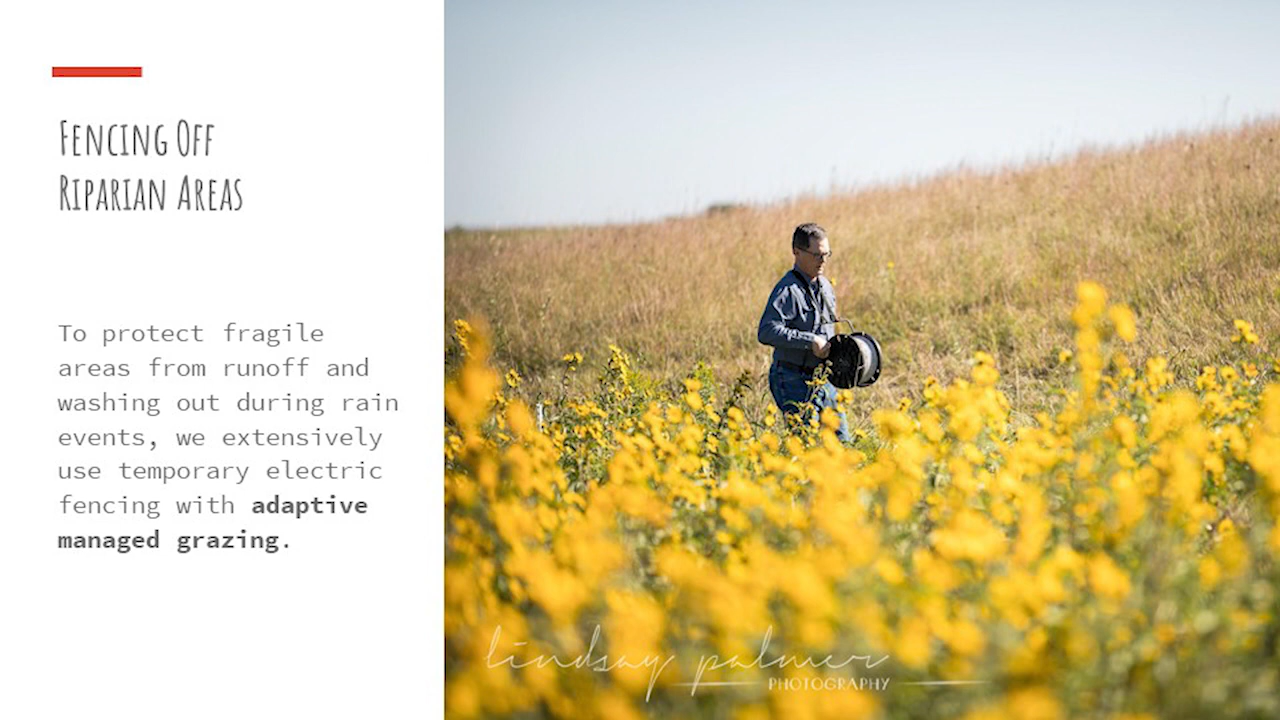 Fencing Off
Riparian Areas
To protect fragile
areas from runoff and
washing out during rain
events, we extensively
use temporary electric
fencing with adaptive
managed grazing.
lindsay palmer
PHOTOGRAPHY